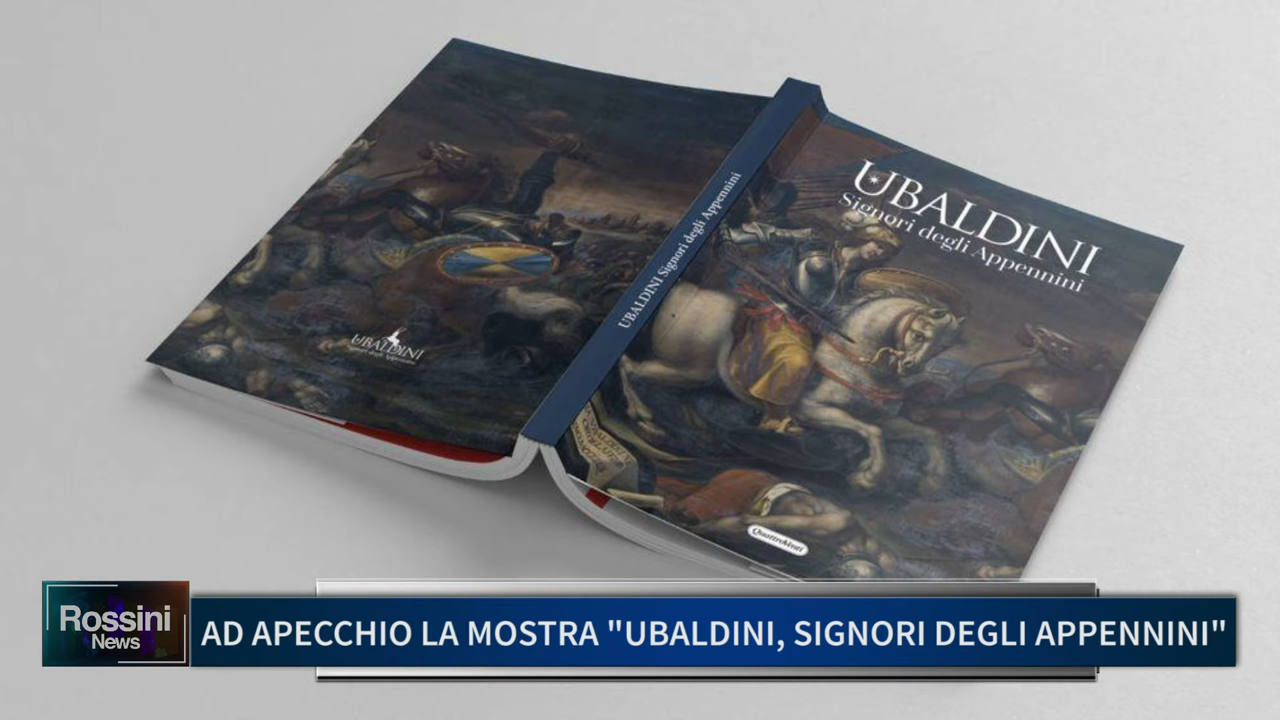 UBALDINI
Signori degli Appennini
UBALDINI Signori degli Appennini
UBALDINI
Signori degli Appennini
QuattroVenti
Rossini
News
AD APECCHIO LA MOSTRA "UBALDINI, SIGNORI DEGLI APPENNINI"